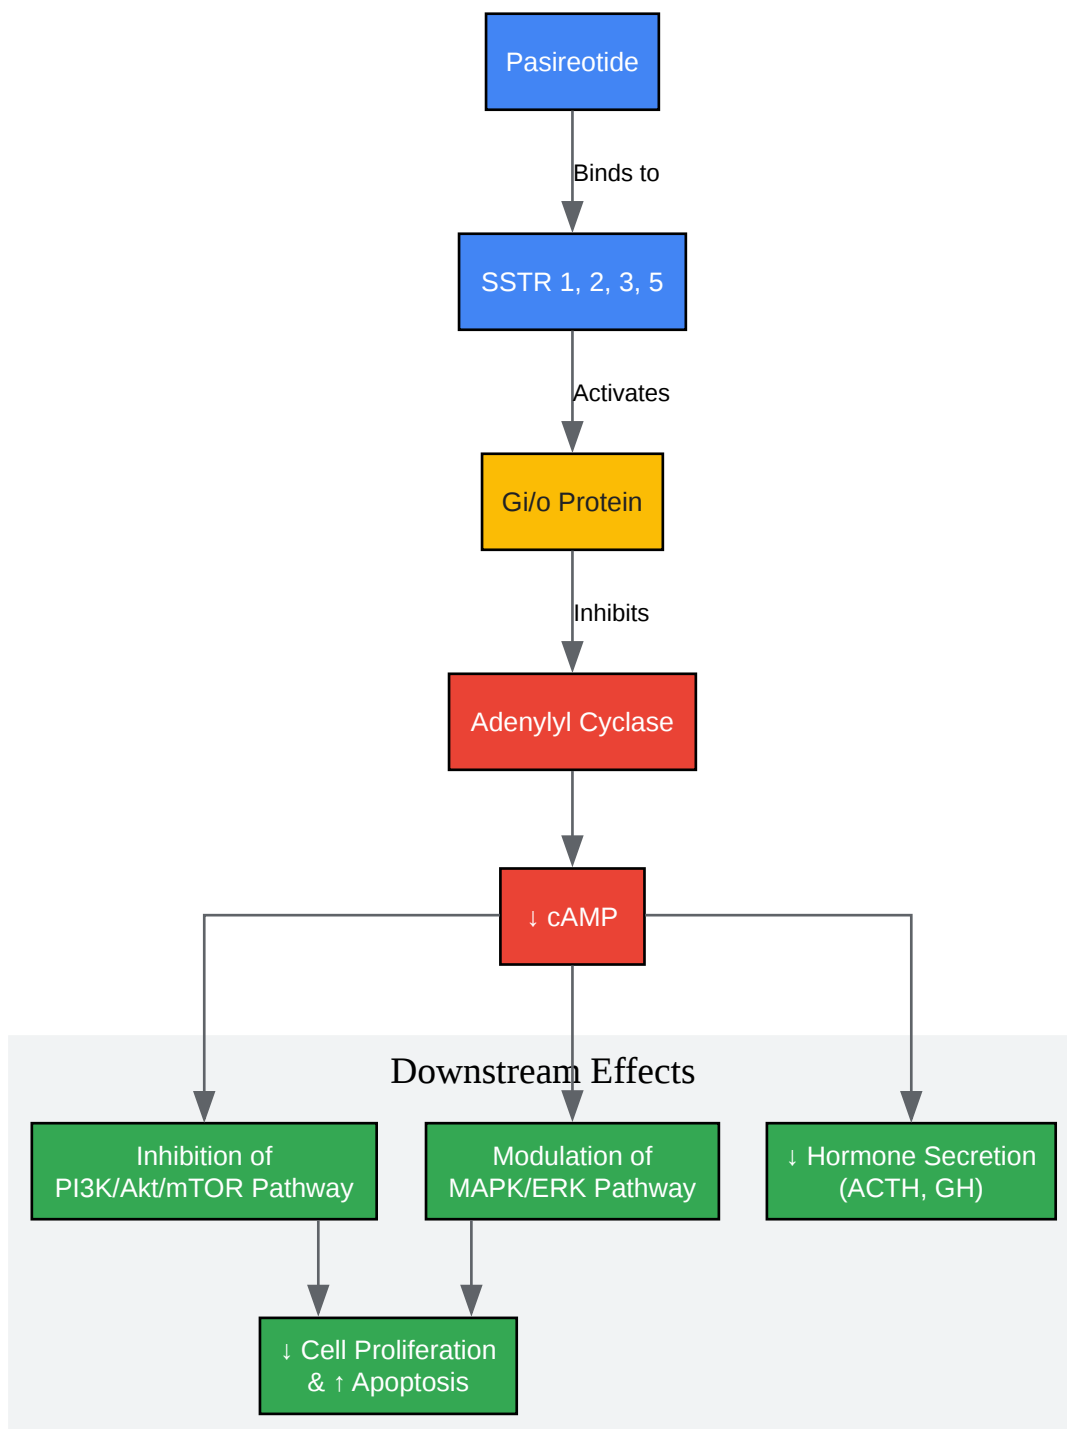 Pasireotide
Binds to
SSTR 1, 2, 3, 5
Activates
Gi/o Protein
Inhibits
Adenylyl Cyclase
↓ cAMP
Downstream Effects
Inhibition of
PI3K/Akt/mTOR Pathway
Modulation of
MAPK/ERK Pathway
↓ Hormone Secretion
(ACTH, GH)
↓ Cell Proliferation
& ↑ Apoptosis